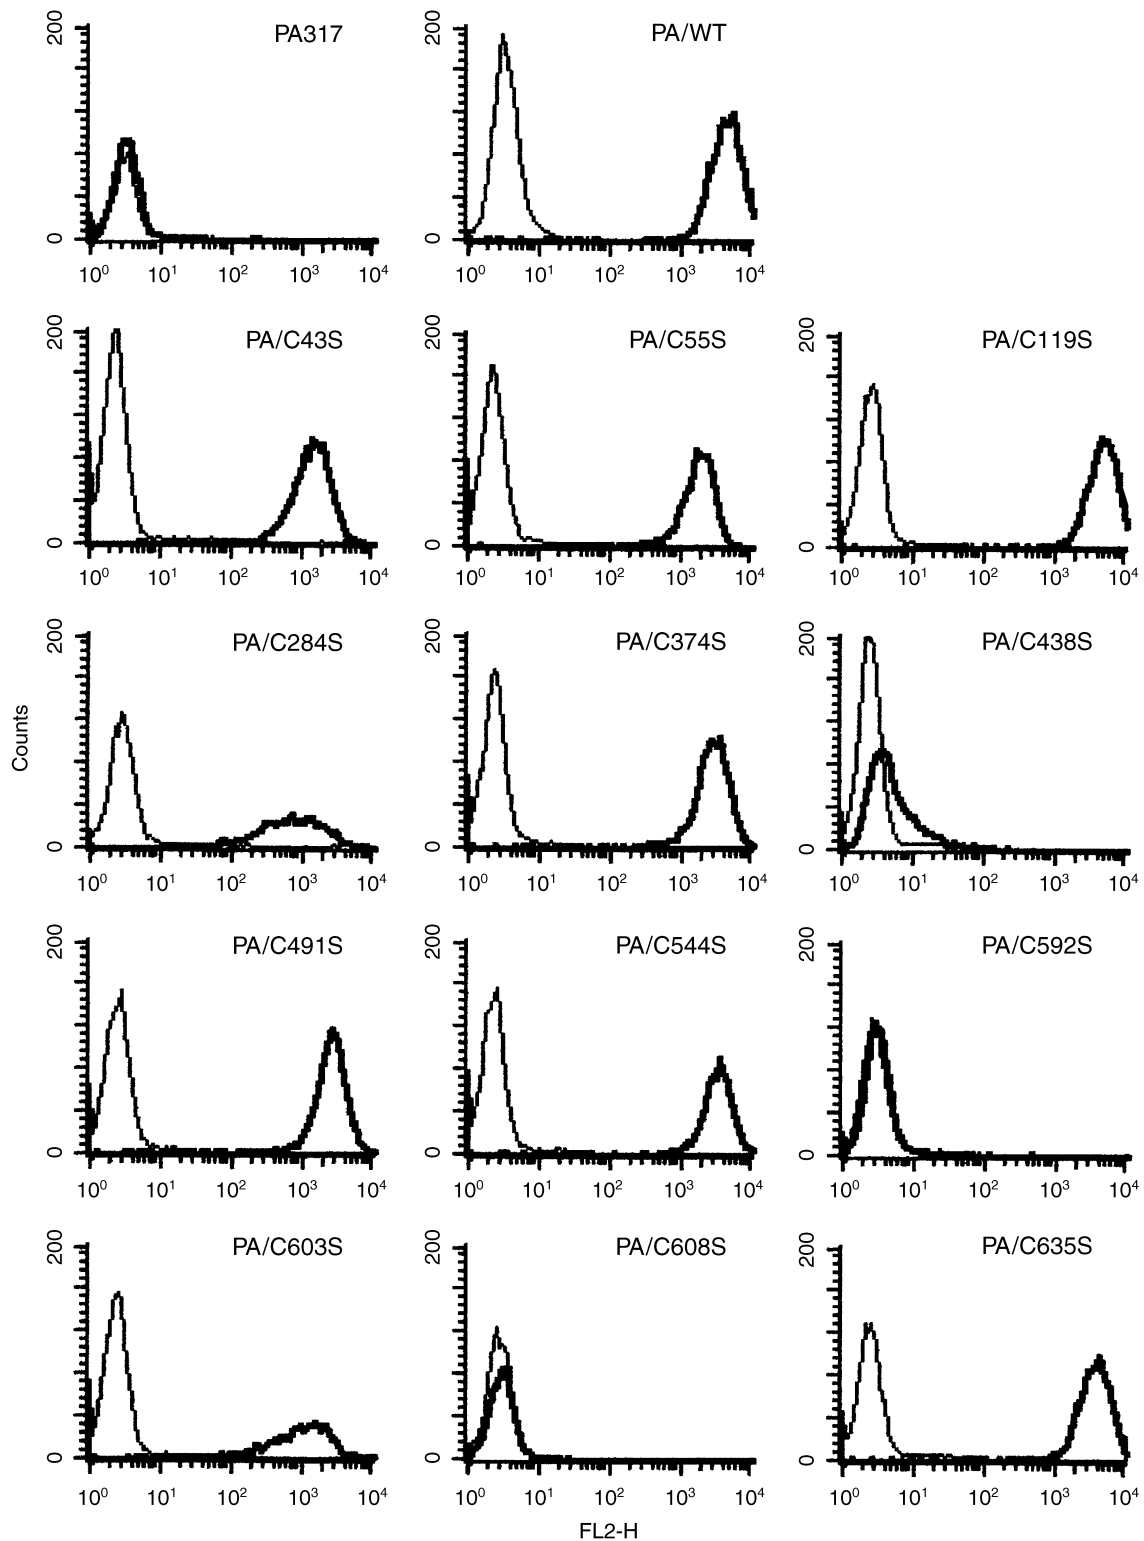 PA317 PA/WT
200 200
0 0
10⁰ 10¹ 10² 10³ 10⁴ 10⁰ 10¹ 10² 10³ 10⁴
PA/C43S PA/C55S PA/C119S
200 200 200
0 0 0
10⁰ 10¹ 10² 10³ 10⁴ 10⁰ 10¹ 10² 10³ 10⁴ 10⁰ 10¹ 10² 10³ 10⁴
PA/C284S PA/C374S PA/C438S
200 200 200
Counts
0 0 0
10⁰ 10¹ 10² 10³ 10⁴ 10⁰ 10¹ 10² 10³ 10⁴ 10⁰ 10¹ 10² 10³ 10⁴
PA/C491S PA/C544S PA/C592S
200 200 200
0 0 0
10⁰ 10¹ 10² 10³ 10⁴ 10⁰ 10¹ 10² 10³ 10⁴ 10⁰ 10¹ 10² 10³ 10⁴
PA/C603S PA/C608S PA/C635S
200 200 200
0 0 0
10⁰ 10¹ 10² 10³ 10⁴ 10⁰ 10¹ 10² 10³ 10⁴ 10⁰ 10¹ 10² 10³ 10⁴
FL2-H